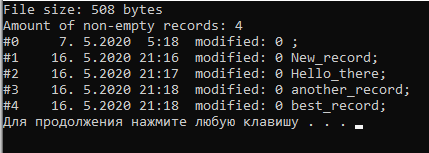 File size: 508 bytes
Amount of non-empty records: 4
#0     7. 5.2020  5:18  modified: 0 ;
#1    16. 5.2020 21:16  modified: 0 New_record;
#2    16. 5.2020 21:17  modified: 0 Hello_there;
#3    16. 5.2020 21:18  modified: 0 another_record;
#4    16. 5.2020 21:18  modified: 0 best_record;
Для продолжения нажмите любую клавишу . . .